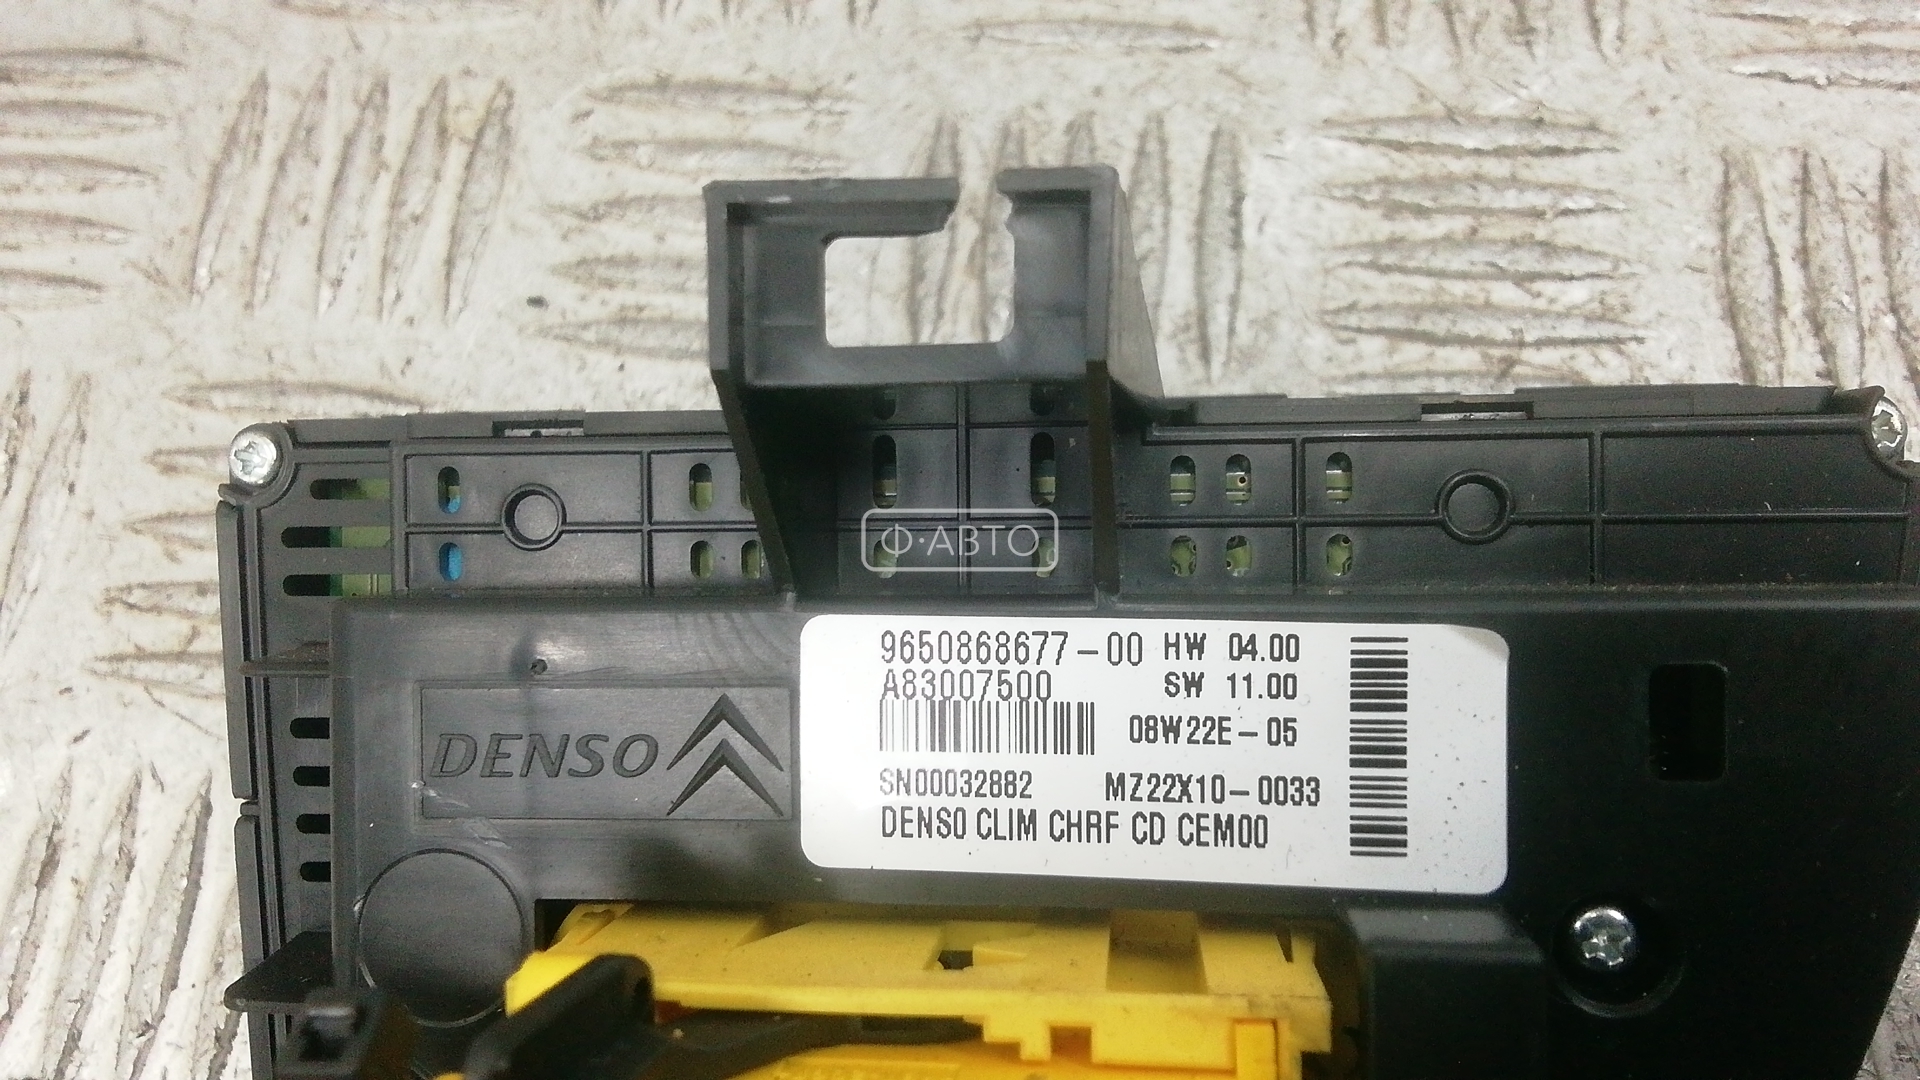 Ф·АВТО
9650868677-00 HW 04.00
A83007500 SW 11.00
08W22E-05
SN00032882 MZ22X10-0033
DENSO CLIM CHRF CD CEM00
DENSO